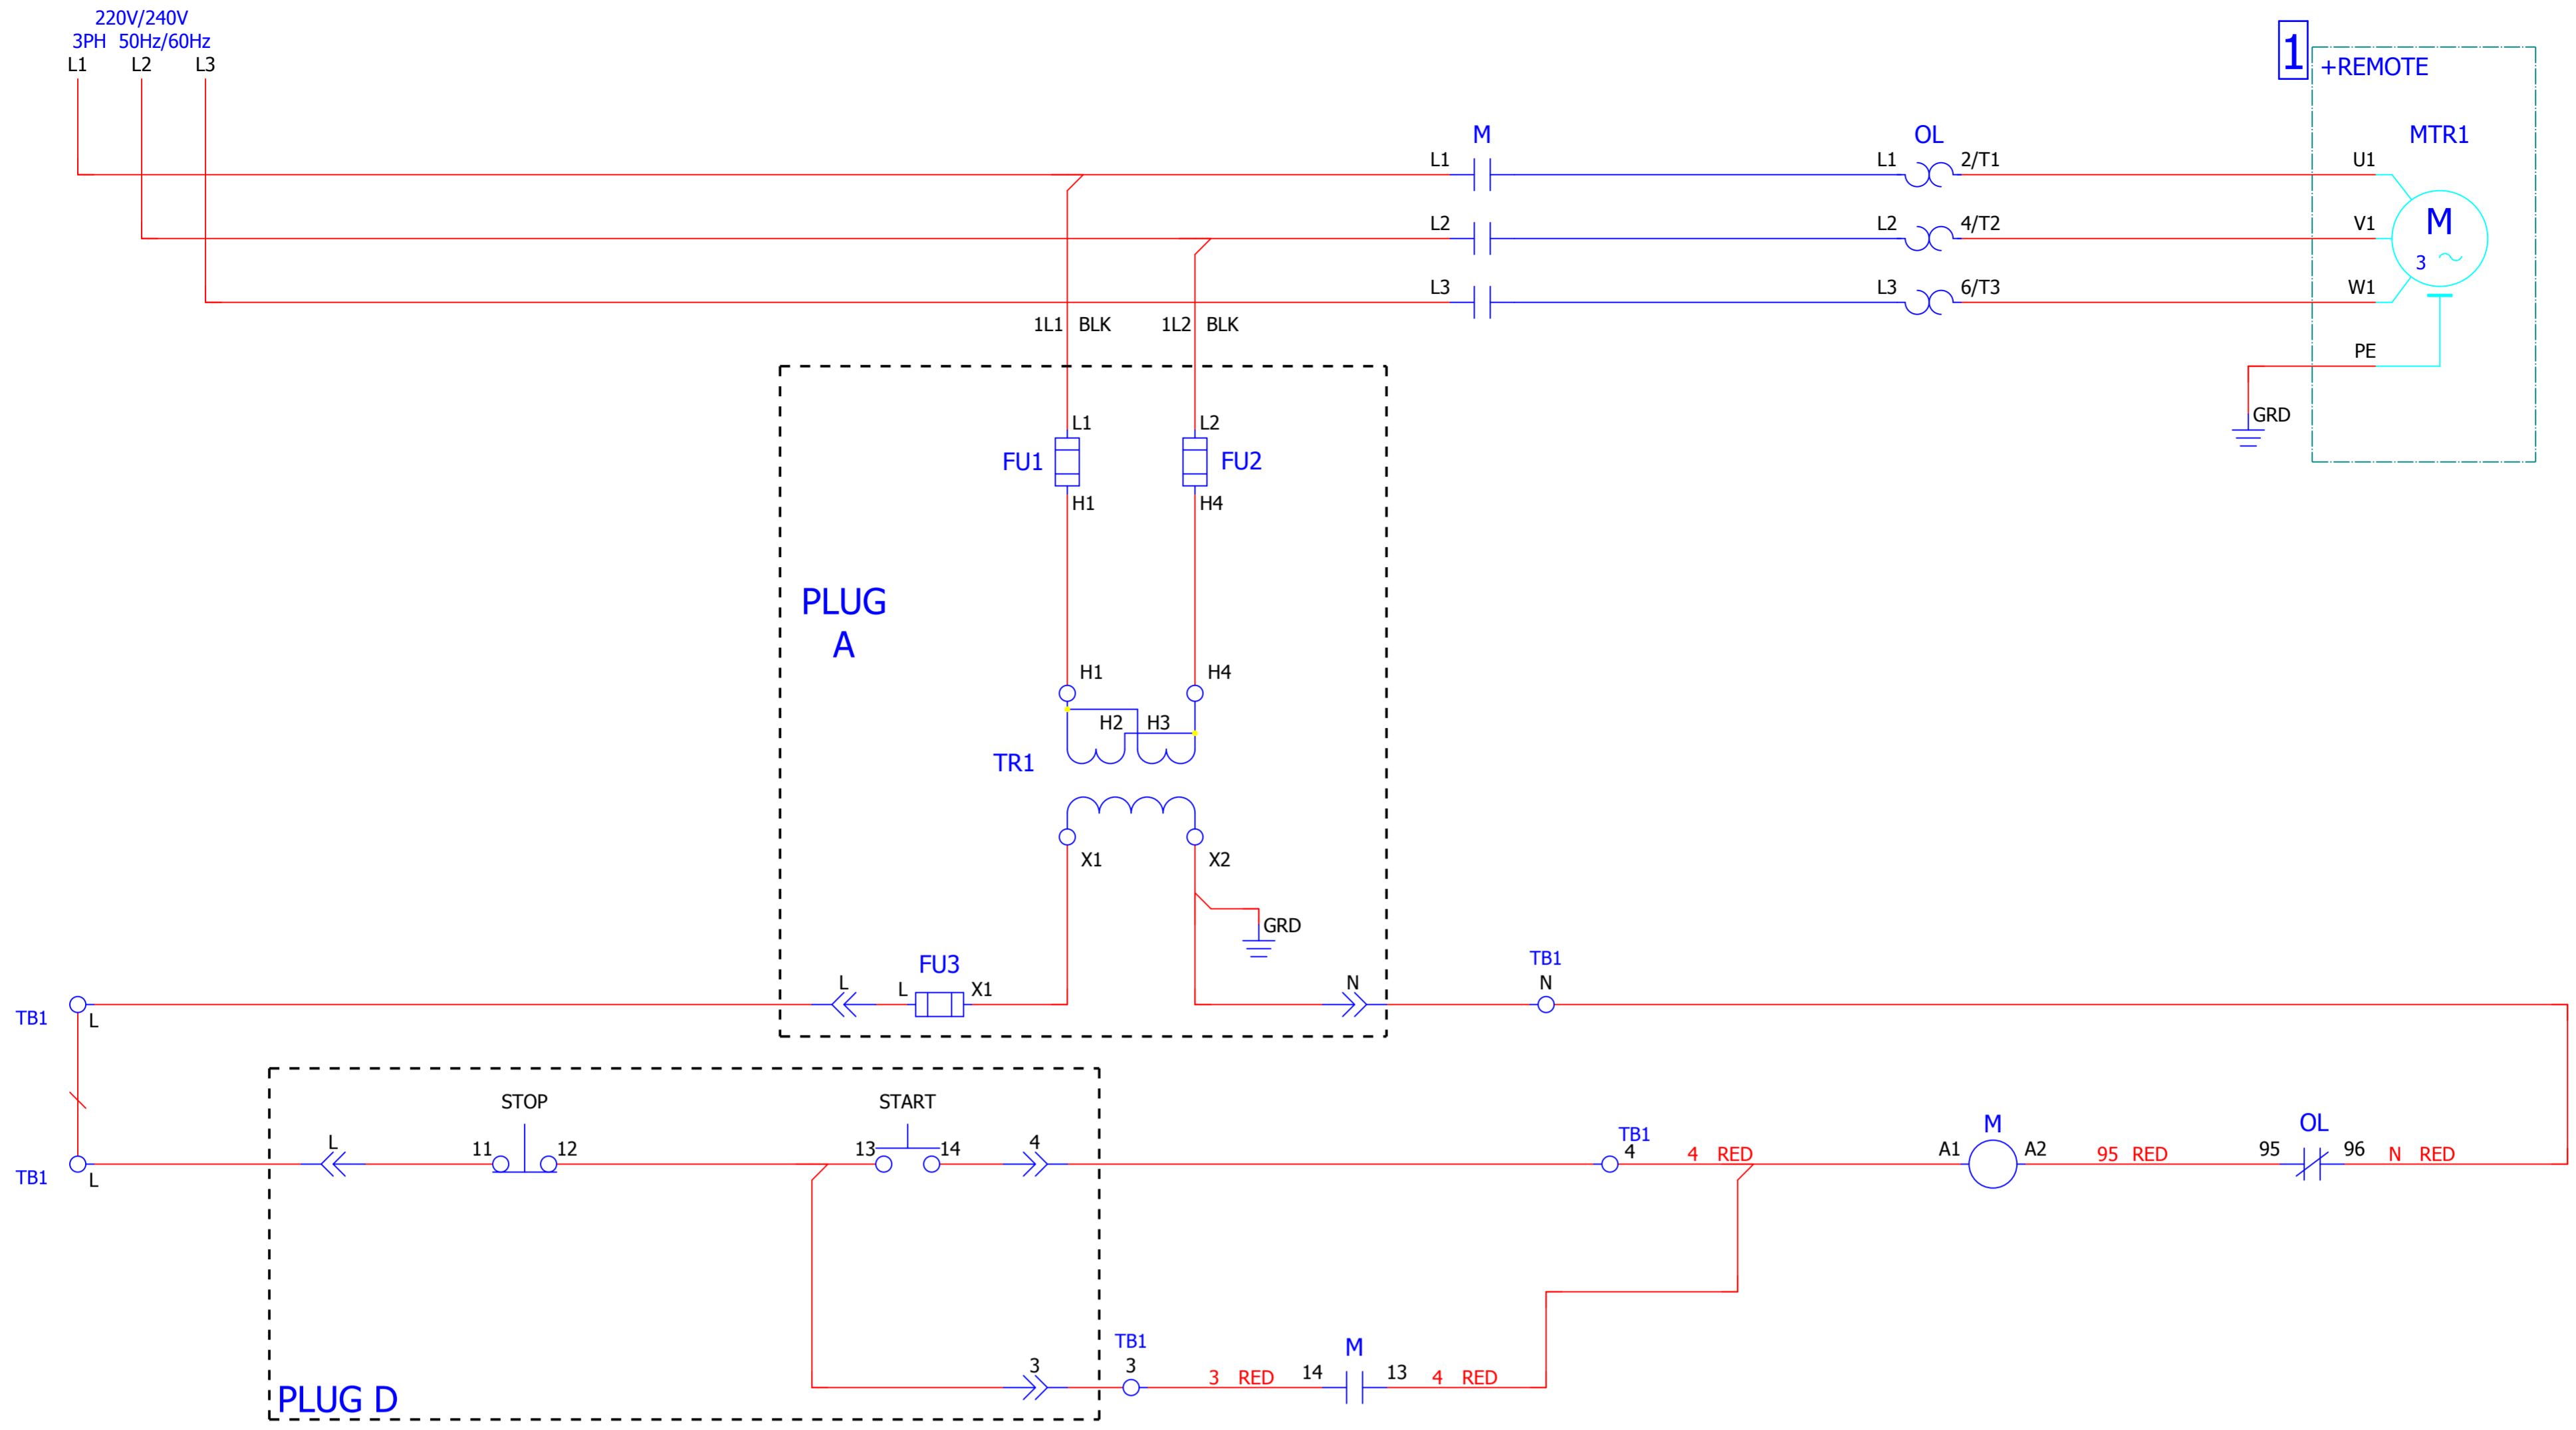 220V/240V
3PH 50Hz/60Hz
L1 L2 L3
1
+REMOTE
MTR1
M OL
L1 L1 2/T1 U1
L2 L2 4/T2 V1
M
3
L3 L3 6/T3 W1
1L1 BLK 1L2 BLK
PE
GRD
L1 L2
FU1 FU2
H1 H4
PLUG
A
H1 H4
H2 H3
TR1
X1 X2
GRD
FU3
L L X1 N
TB1
N
TB1 L
STOP START
L 11 12 13 14 4
TB1
4
4 RED
M
A1 A2
95 RED
OL
95 96
N RED
TB1 L
TB1
3 3
3 RED
M
14 13
4 RED
PLUG D